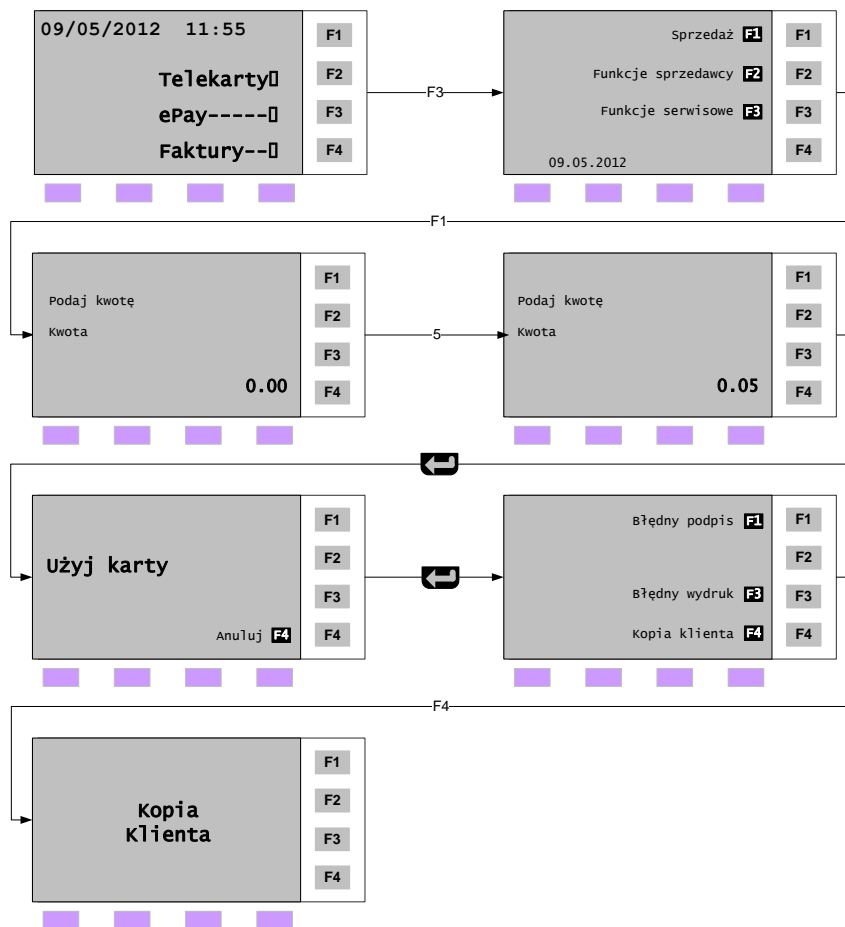 09/05/2012 11:55
F1
Telekarty▯
F2
ePay-----▯
F3
Faktury--▯
F4
F3
Sprzedaż F1
F1
Funkcje sprzedawcy F2
F2
Funkcje serwisowe F3
F3
F4
09.05.2012
F1
Podaj kwotę
Kwota
0.00
F1
F2
F3
F4
5
Podaj kwotę
Kwota
0.05
F1
F2
F3
F4
Użyj karty
Anuluj F4
F1
F2
F3
F4
Błędny podpis F1
F1
F2
Błędny wydruk F3
F3
Kopia klienta F4
F4
F4
Kopia
Klienta
F1
F2
F3
F4